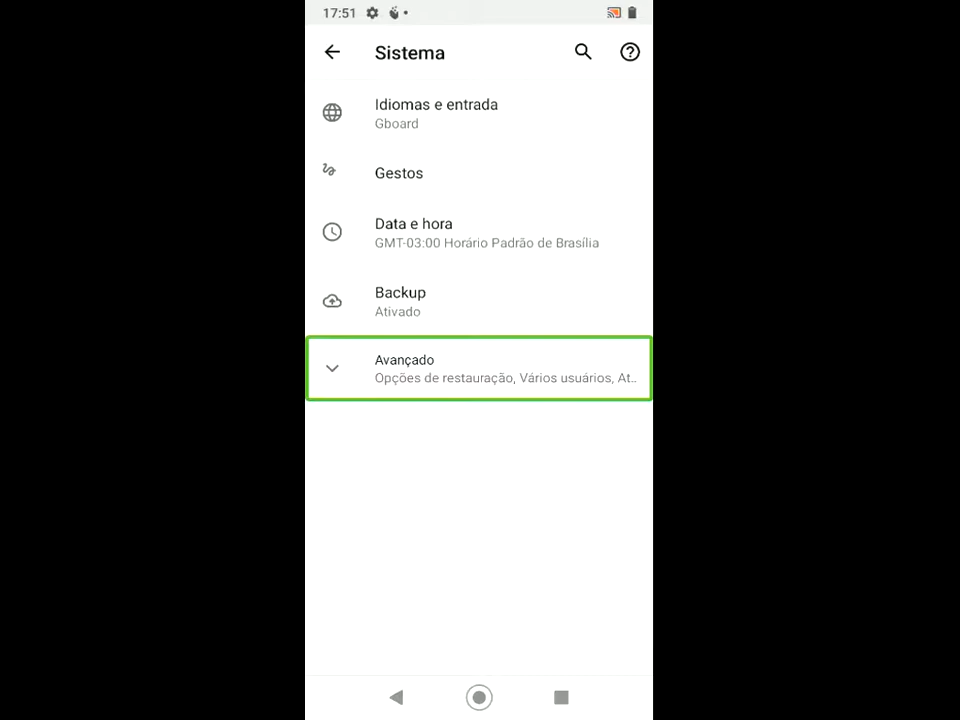 17:51
Sistema
Idiomas e entrada
Gboard
Gestos
Data e hora
GMT-03:00 Horário Padrão de Brasília
Backup
Ativado
Avançado
Opções de restauração, Vários usuários, At..